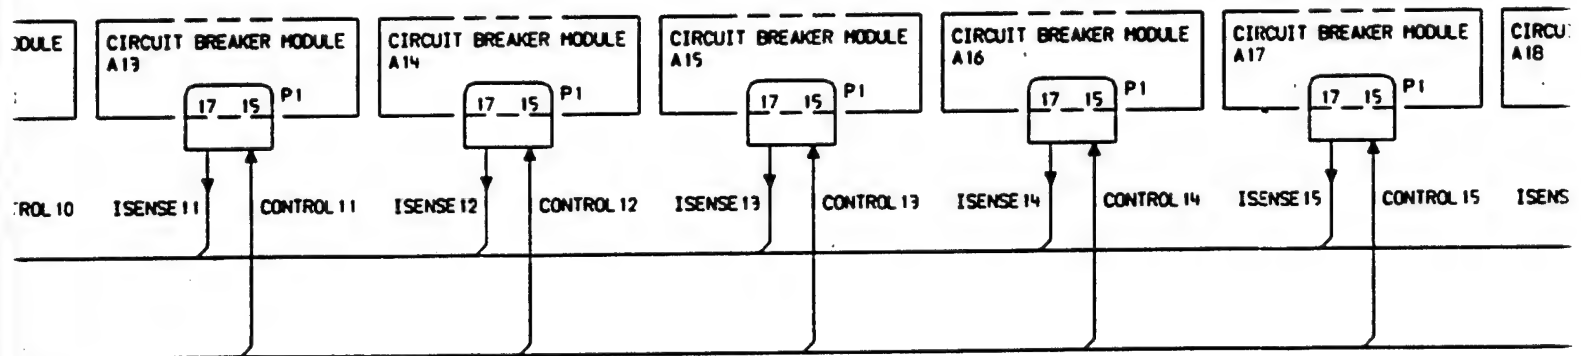 CIRCUIT BREAKER MODULE
A13
17 15 P1
CIRCUIT BREAKER MODULE
A14
17 15 P1
CIRCUIT BREAKER MODULE
A15
17 15 P1
CIRCUIT BREAKER MODULE
A16
17 15 P1
CIRCUIT BREAKER MODULE
A17
17 15 P1
A18
ISENSE 11 CONTROL 11
ISENSE 12 CONTROL 12
ISENSE 13 CONTROL 13
ISENSE 14 CONTROL 14
ISENSE 15 CONTROL 15